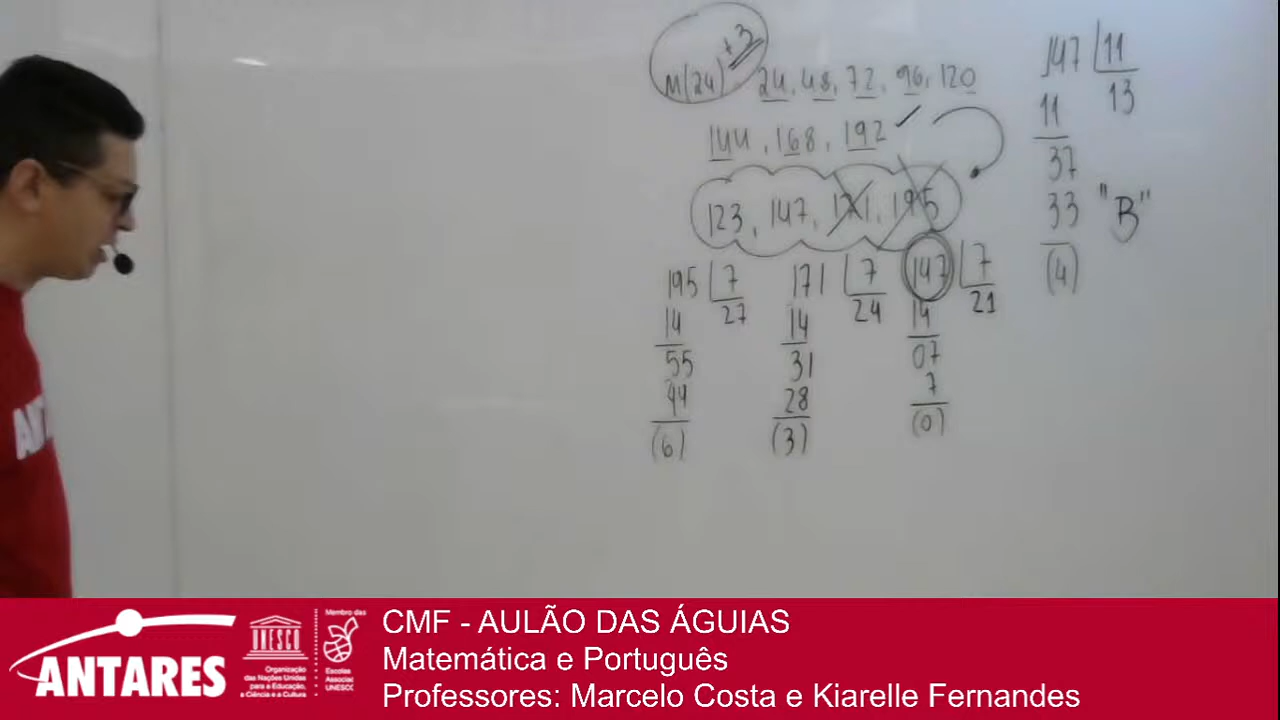 M(24)+3
24, 48, 72, 96, 120
144, 168, 192
123, 147, 171, 195
195 7
14 27
55
44
(6)
171 7
14 24
31
28
(3)
147 7
14 21
07
7
(0)
147 11
11 13
37
33
(4)
"B"
ANT
ANTARES
UNESCO
Organização
das Nações Unidas
para a Educação,
a Ciência e a Cultura
Membro das
Escolas
UNESCO
CMF - AULÃO DAS ÁGUIAS
Matemática e Português
Professores: Marcelo Costa e Kiarelle Fernandes